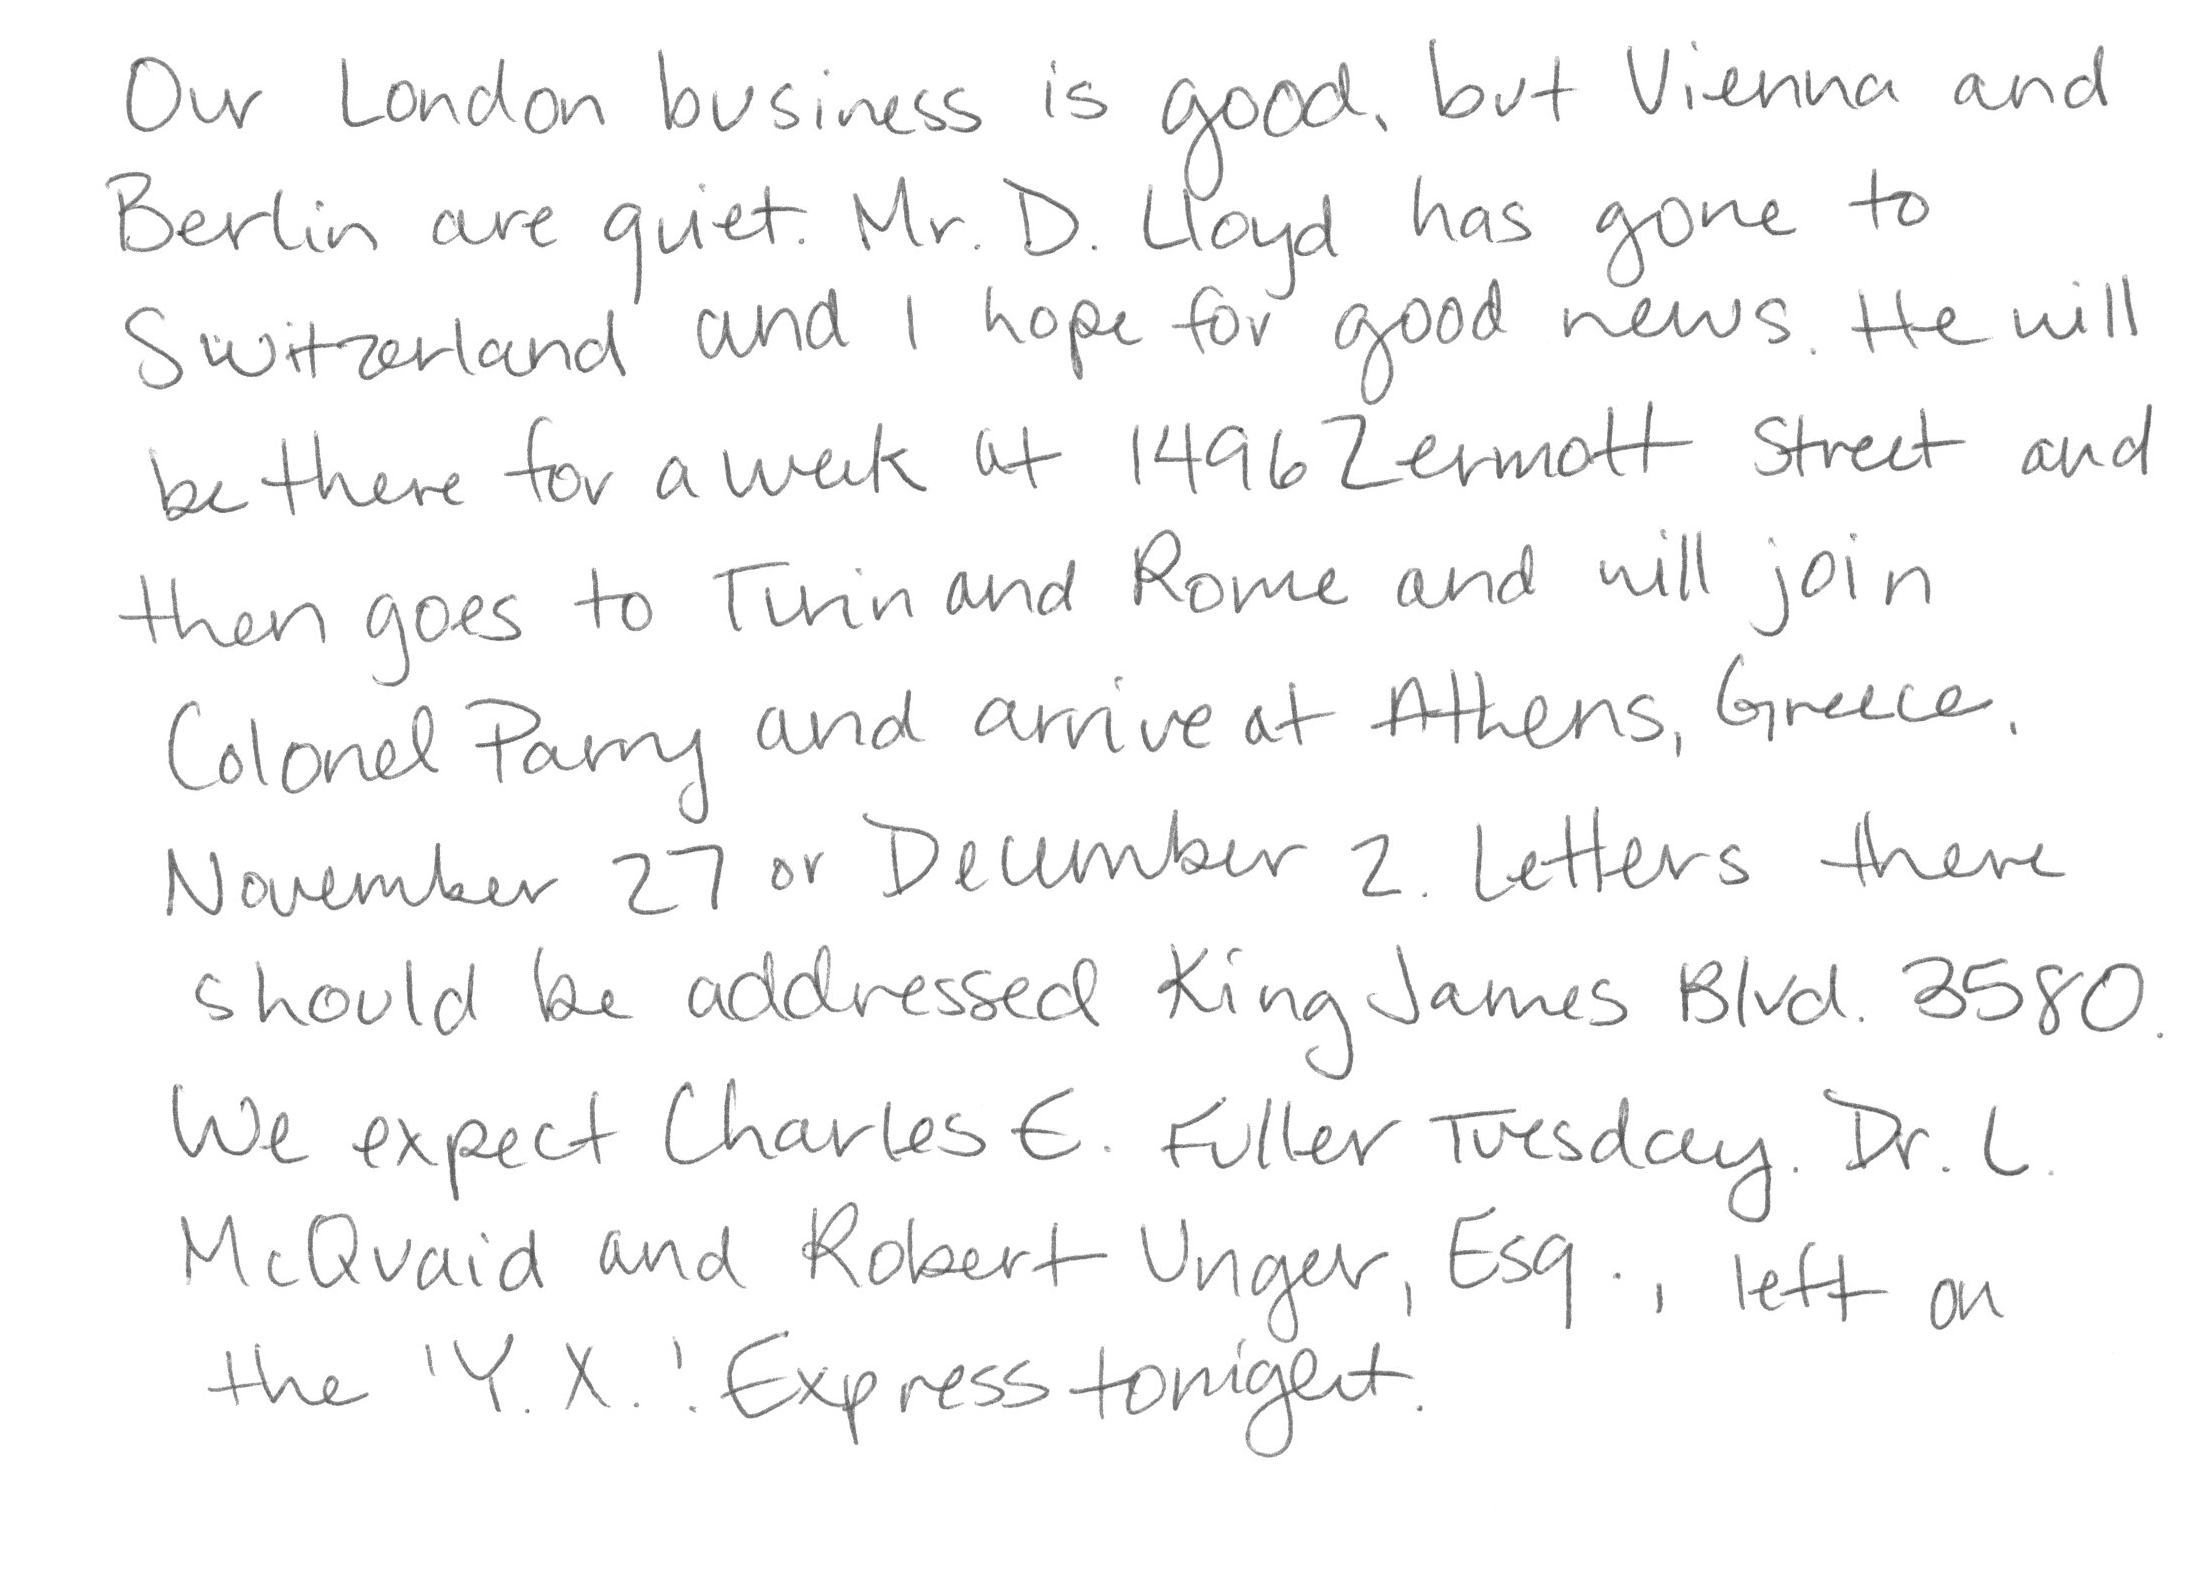 Our London business is good, but Vienna and
Berlin are quiet. Mr. D. Lloyd has gone to
Switzerland and I hope for good news. He will
be there for a week at 1496 Zermott Street and
then goes to Turin and Rome and will join
Colonel Parry and arrive at Athens, Greece,
November 27 or December 2. Letters there
should be addressed King James Blvd. 3580.
We expect Charles E. Fuller Tuesday. Dr. L.
McQuaid and Robert Unger, Esq., left on
the 'Y. X.' Express tonight.